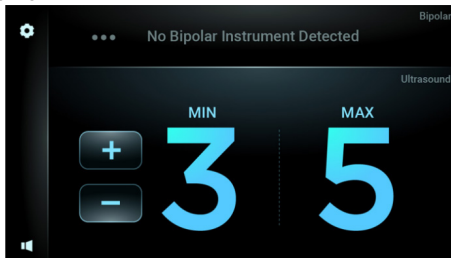 Bipolar
••• No Bipolar Instrument Detected
Ultrasound
MIN MAX
+ 3 5
−